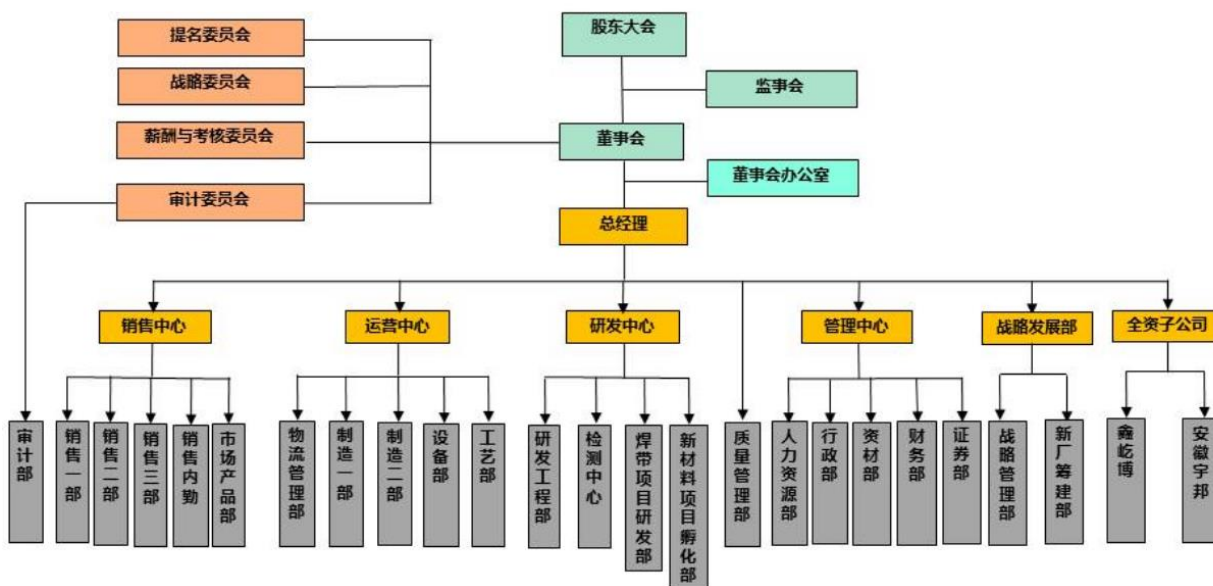 提名委员会
股东大会
战略委员会
监事会
薪酬与考核委员会
董事会
审计委员会
董事会办公室
总经理
销售中心
运营中心
研发中心
管理中心
战略发展部
全资子公司
审计部
销售一部
销售二部
销售三部
销售内勤
市场产品部
物流管理部
制造一部
制造二部
设备部
工艺部
研发工程部
检测中心
焊带项目研发部
新材料项目孵化部
质量管理部
人力资源部
行政部
资材部
财务部
证券部
战略管理部
新厂筹建部
鑫屹博
安徽宇邦